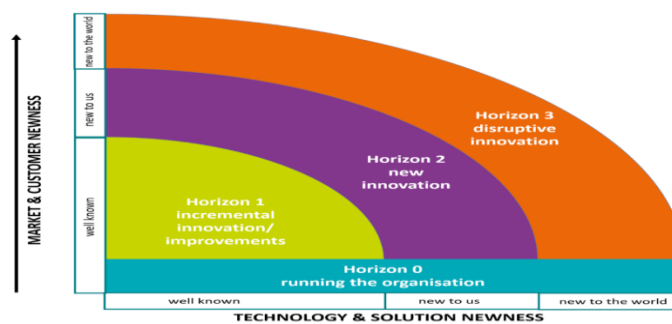 MARKET & CUSTOMER NEWNESS
new to the world
new to us
well known
Horizon 3
disruptive
innovation
Horizon 2
new
innovation
Horizon 1
incremental
innovation/
improvements
Horizon 0
running the organisation
well known
new to us
new to the world
TECHNOLOGY & SOLUTION NEWNESS